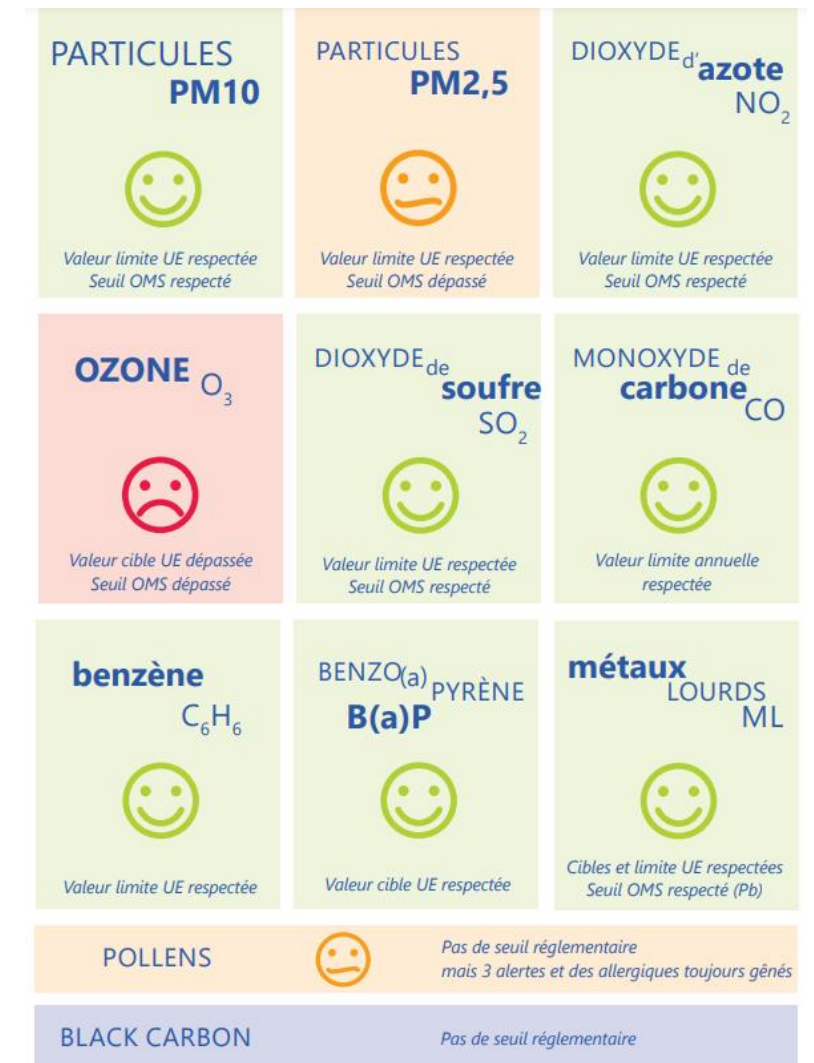 PARTICULES
PM10
Valeur limite UE respectée
Seuil OMS respecté
PARTICULES
PM2,5
Valeur limite UE respectée
Seuil OMS dépassé
DIOXYDE d'azote
NO2
Valeur limite UE respectée
Seuil OMS respecté
OZONE O3
Valeur cible UE dépassée
Seuil OMS dépassé
DIOXYDE de
soufre
SO2
Valeur limite UE respectée
Seuil OMS respecté
MONOXYDE de
carbone CO
Valeur limite annuelle
respectée
benzène
C6H6
Valeur limite UE respectée
BENZO(a) PYRÈNE
B(a)P
Valeur cible UE respectée
métaux
LOURDS
ML
Cibles et limite UE respectées
Seuil OMS respecté (Pb)
POLLENS
Pas de seuil réglementaire
mais 3 alertes et des allergiques toujours gênés
BLACK CARBON
Pas de seuil réglementaire